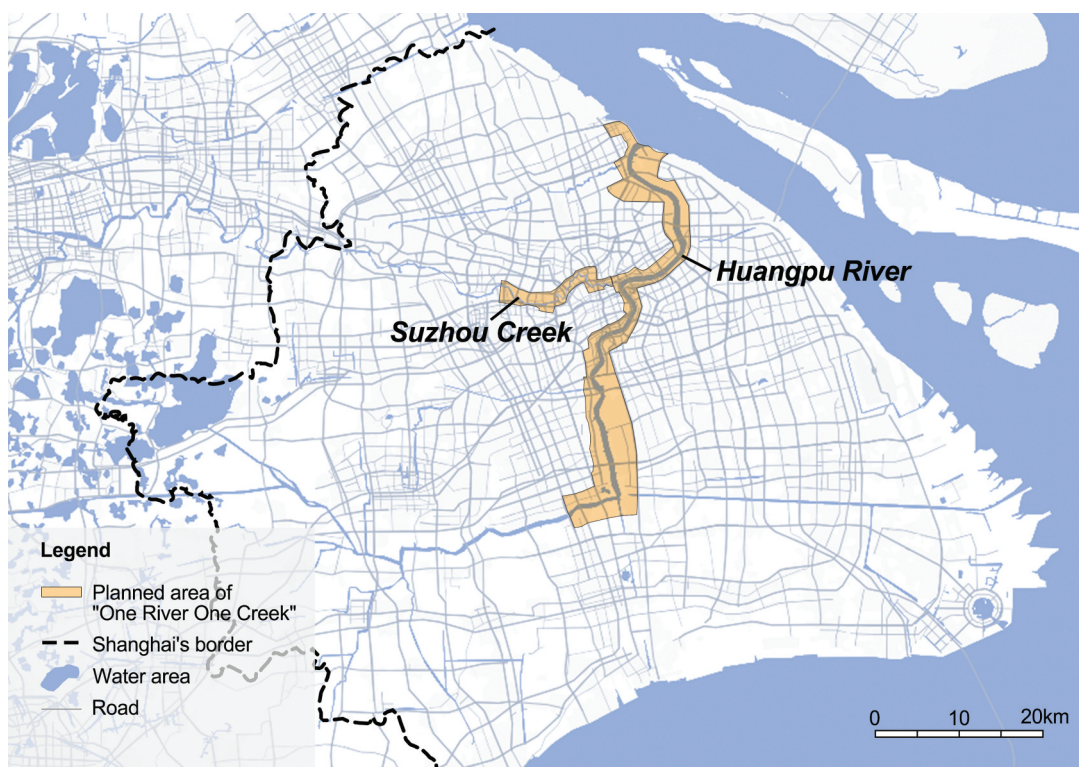 Huangpu River
Suzhou Creek
Legend
Planned area of
"One River One Creek"
Shanghai's border
Water area
Road
0 10 20km